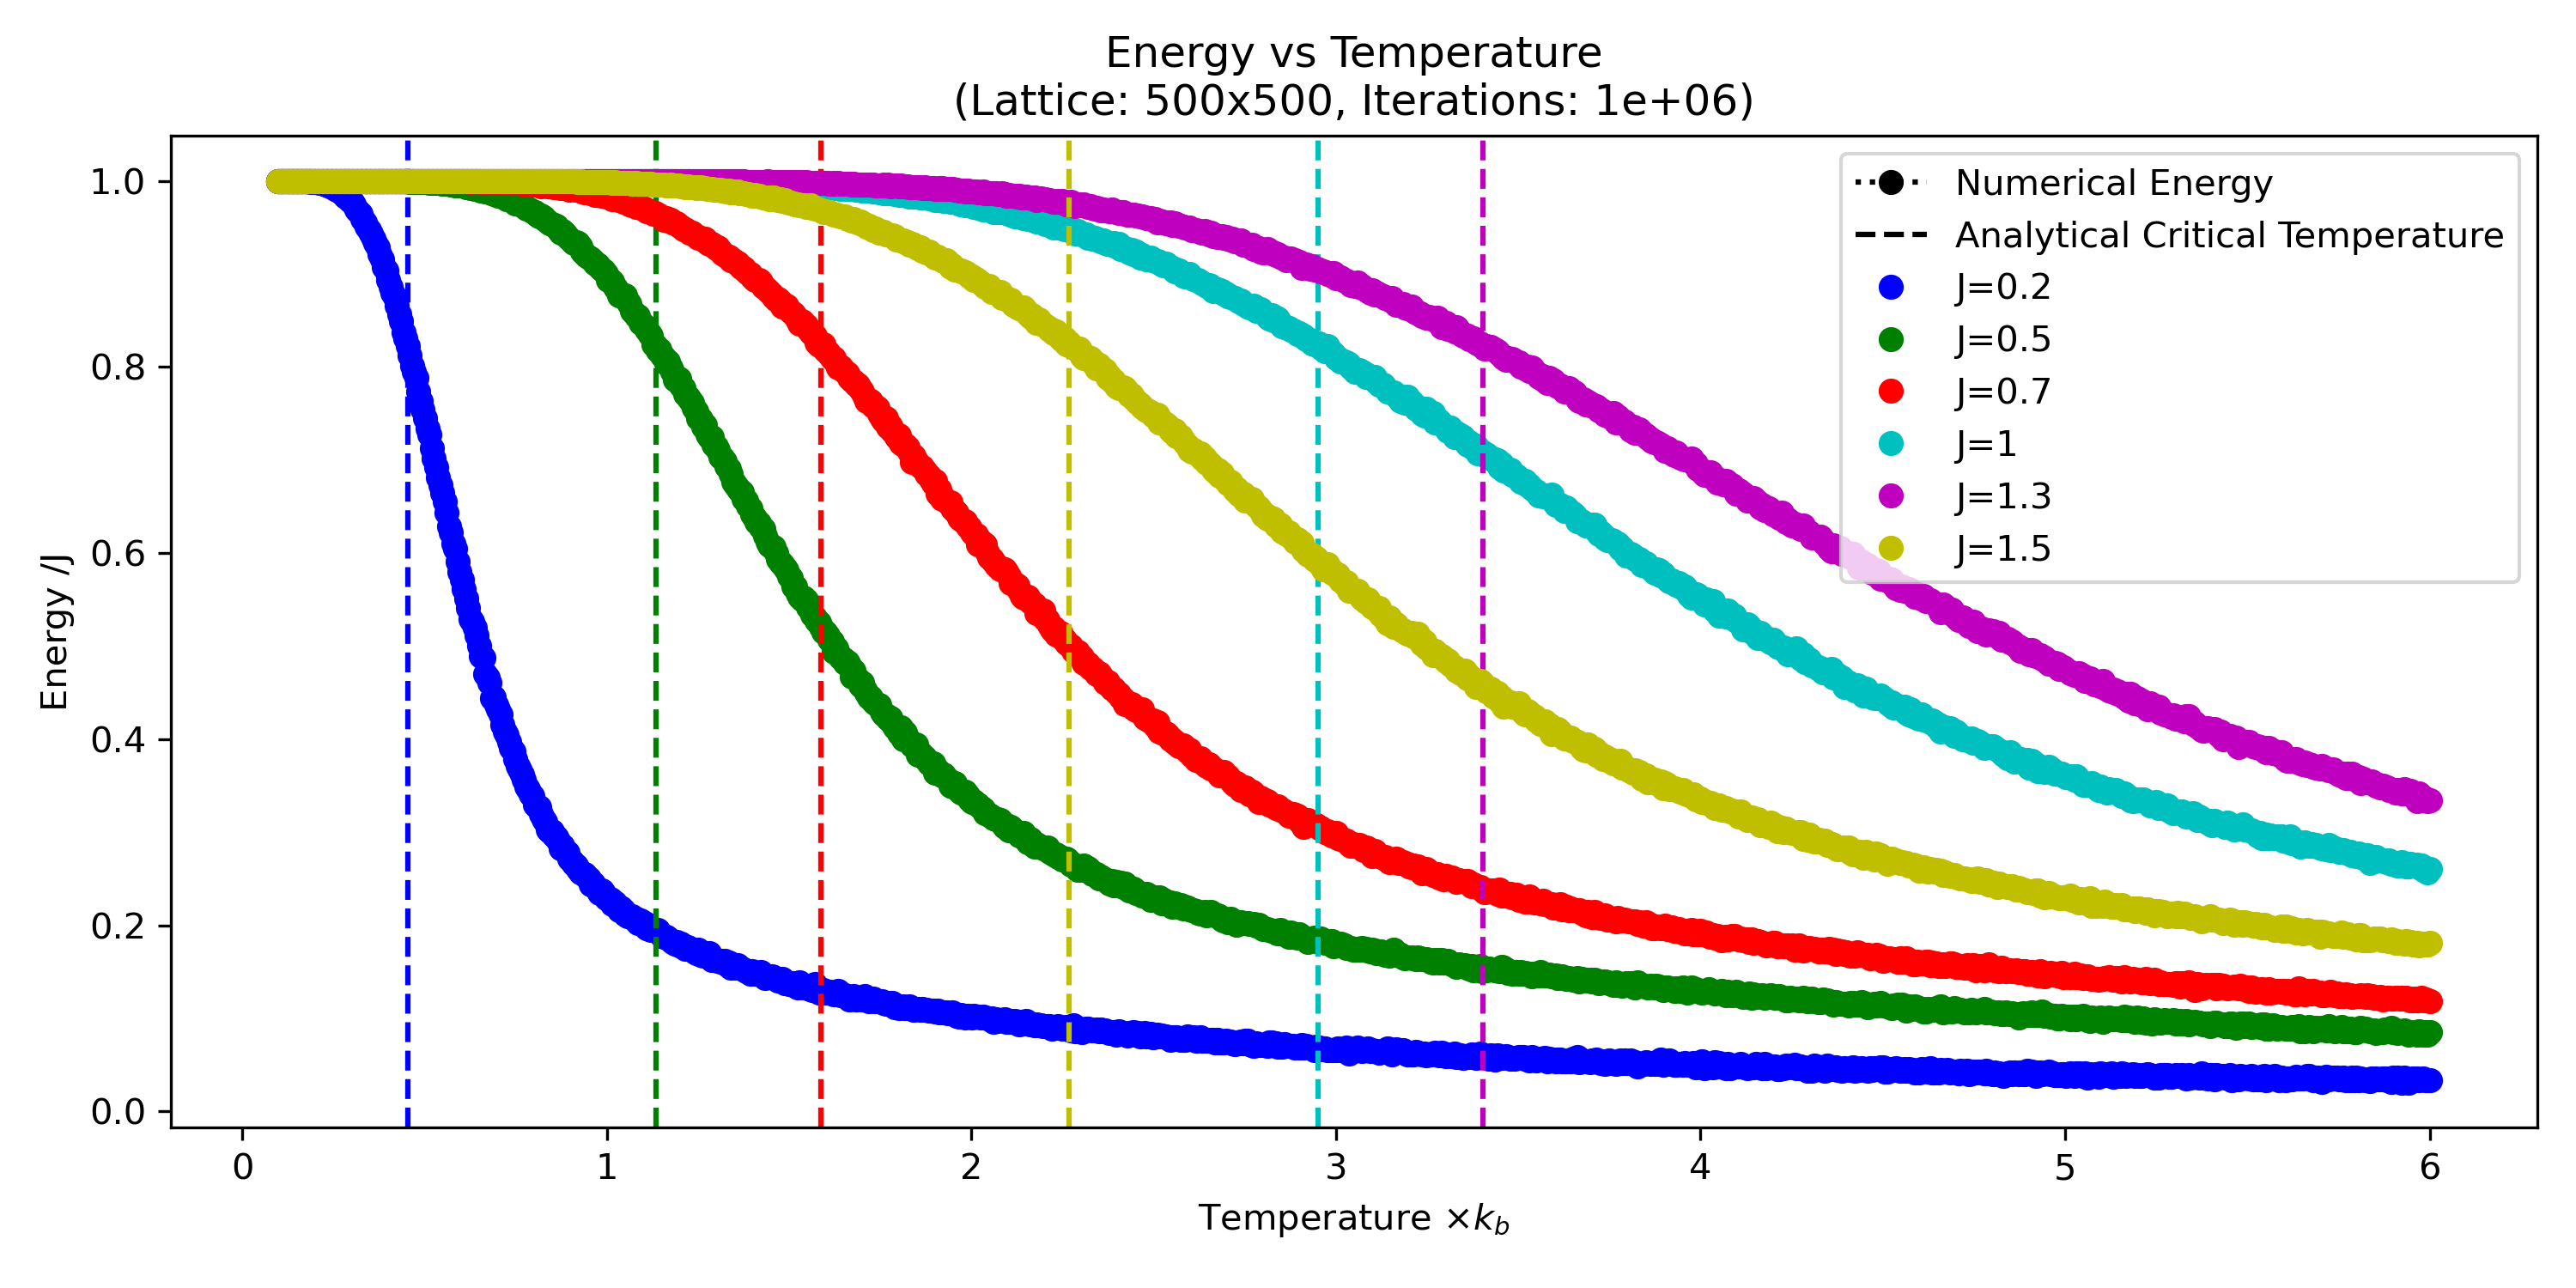 Energy vs Temperature
(Lattice: 500x500, Iterations: 1e+06)
Numerical Energy
Analytical Critical Temperature
J=0.2
J=0.5
J=0.7
J=1
J=1.3
J=1.5
Energy /J
1.0
0.8
0.6
0.4
0.2
0.0
0 1 2 3 4 5 6
Temperature ×k_b